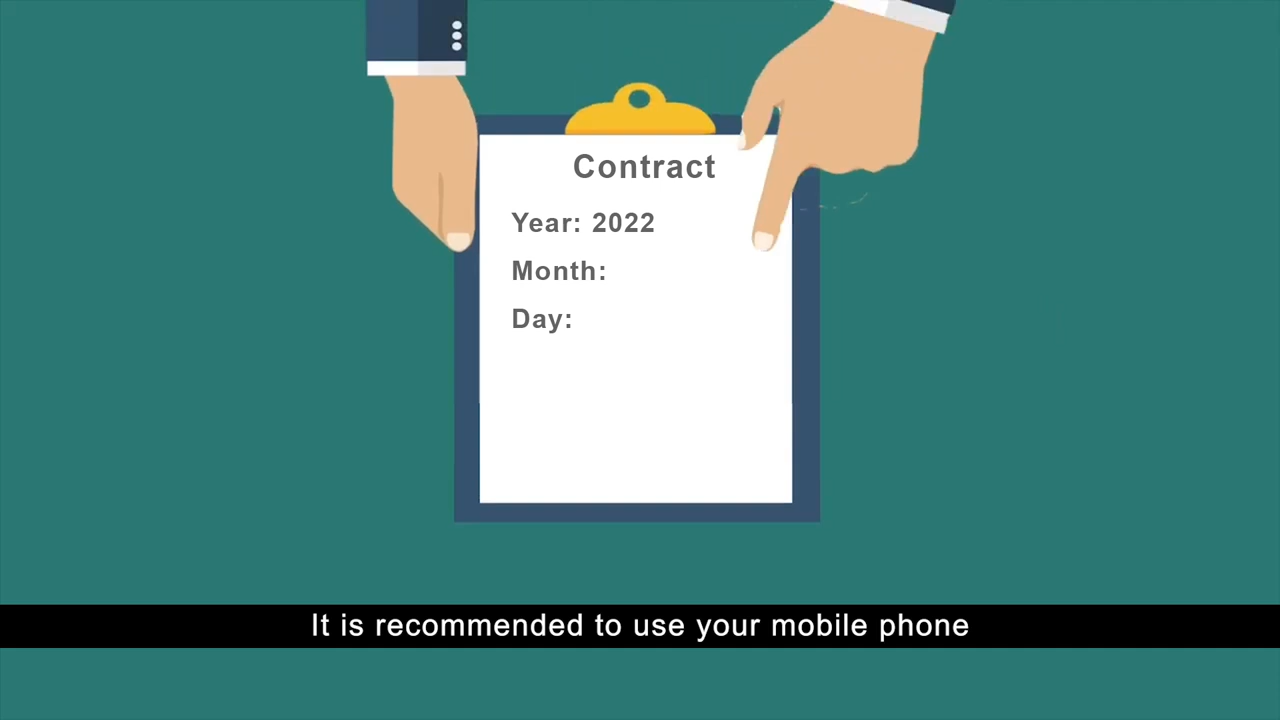 Contract
Year: 2022
Month:
Day:
It is recommended to use your mobile phone